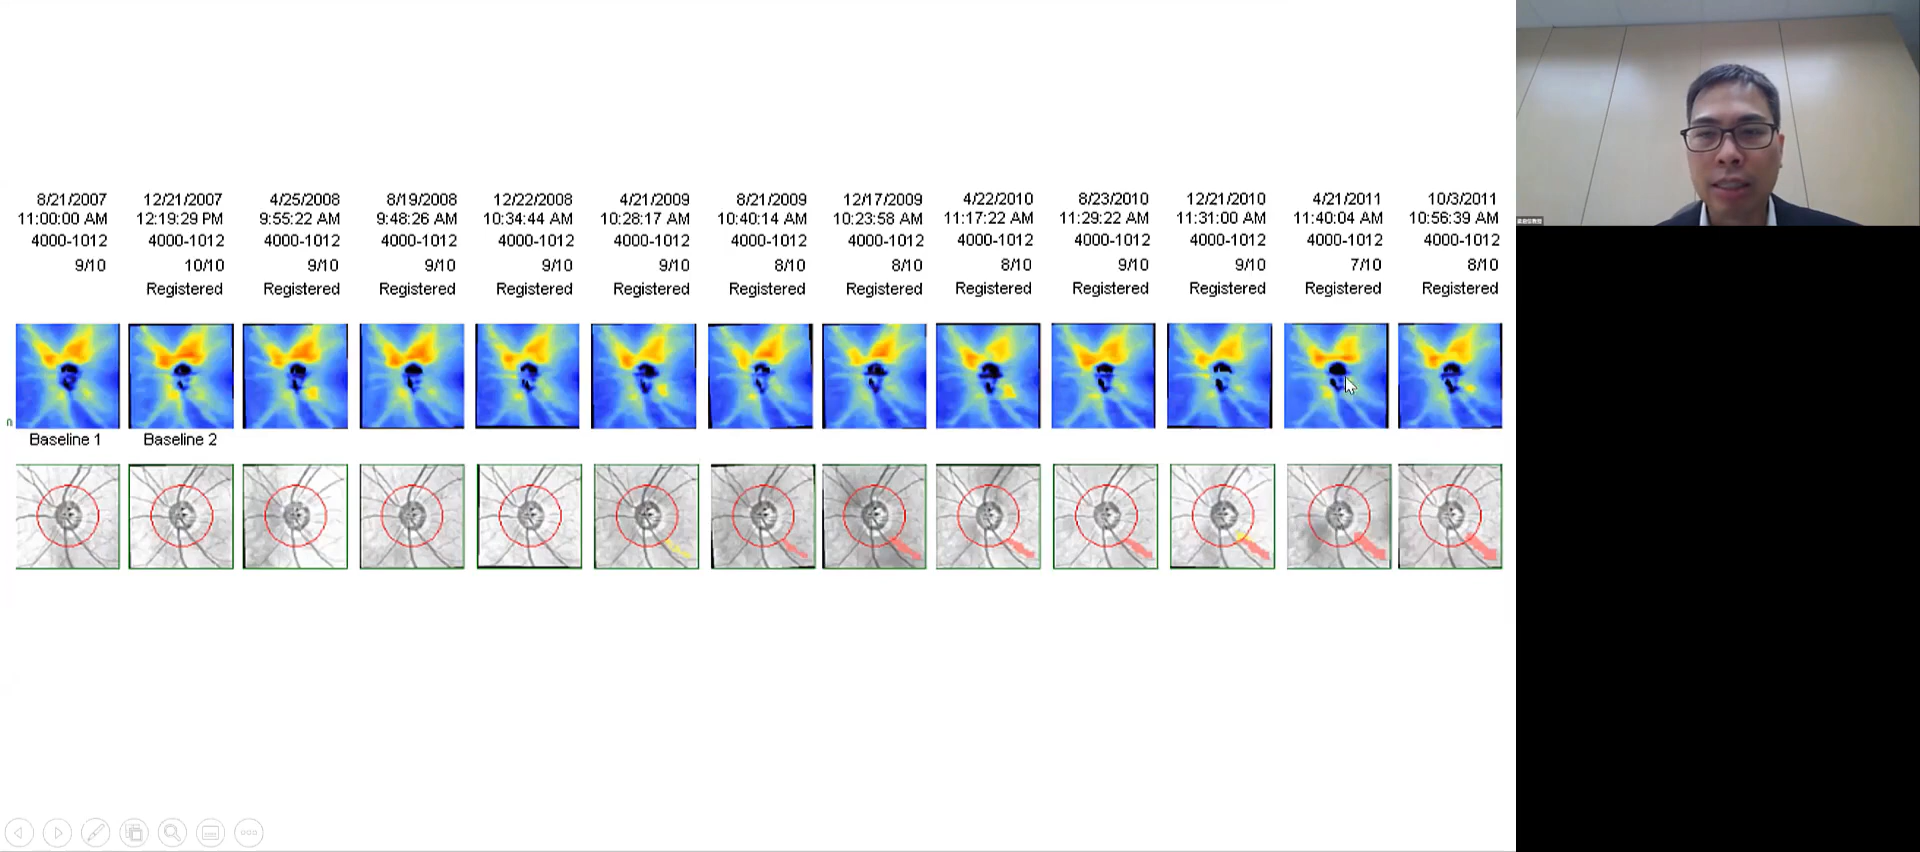 8/21/2007 12/21/2007 4/25/2008 8/19/2008 12/22/2008 4/21/2009 8/21/2009 12/17/2009 4/22/2010 8/23/2010 12/21/2010 4/21/2011 10/3/2011
11:00:00 AM 12:19:29 PM 9:55:22 AM 9:48:26 AM 10:34:44 AM 10:28:17 AM 10:40:14 AM 10:23:58 AM 11:17:22 AM 11:29:22 AM 11:31:00 AM 11:40:04 AM 10:56:39 AM
4000-1012 4000-1012 4000-1012 4000-1012 4000-1012 4000-1012 4000-1012 4000-1012 4000-1012 4000-1012 4000-1012 4000-1012 4000-1012
9/10 10/10 9/10 9/10 9/10 9/10 8/10 8/10 8/10 9/10 9/10 7/10 8/10
Registered Registered Registered Registered Registered Registered Registered Registered Registered Registered Registered Registered
n
Baseline 1 Baseline 2